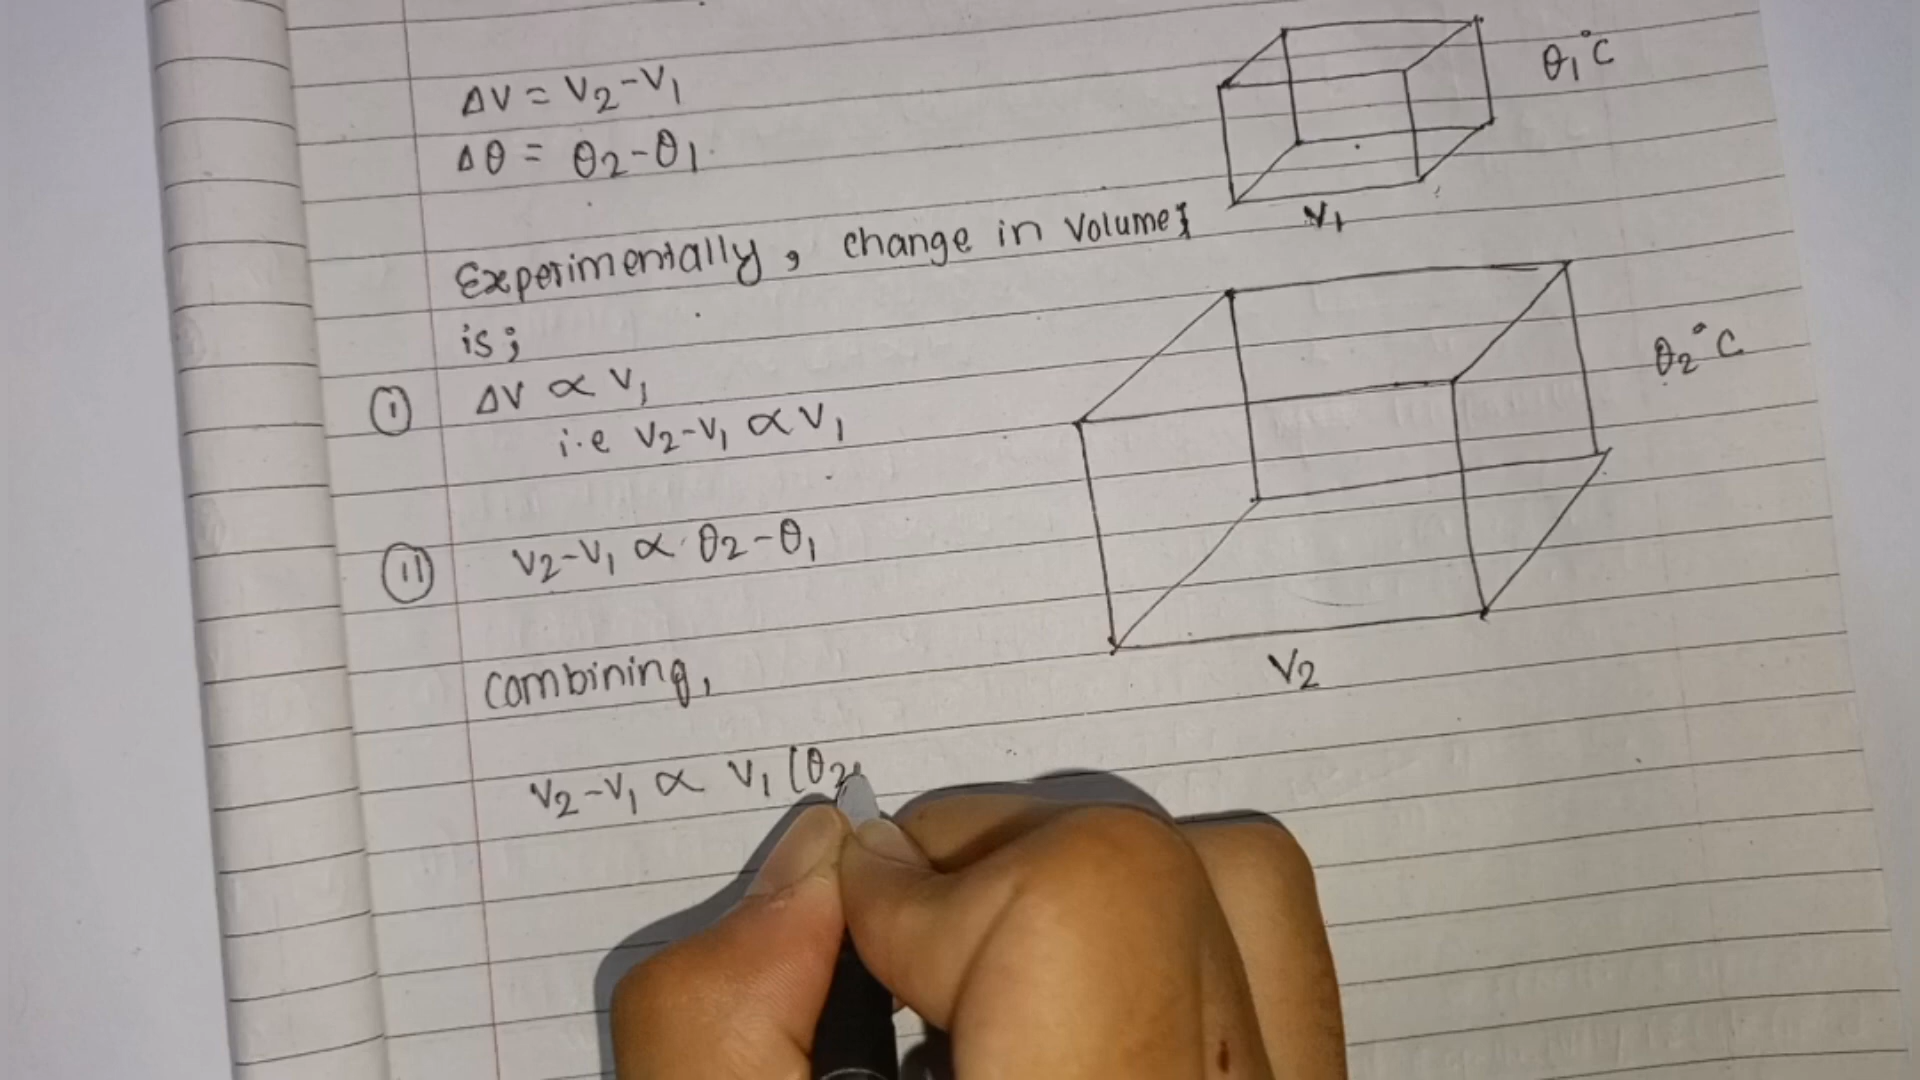 ΔV = V₂-V₁
Δθ = θ₂-θ₁
θ₁°C
V₁
Experimentally, change in volume
is;
(I) ΔV ∝ V₁
i.e V₂-V₁ ∝ V₁
θ₂°C
(II) V₂-V₁ ∝ θ₂-θ₁
V₂
combining,
V₂-V₁ ∝ V₁ (θ₂